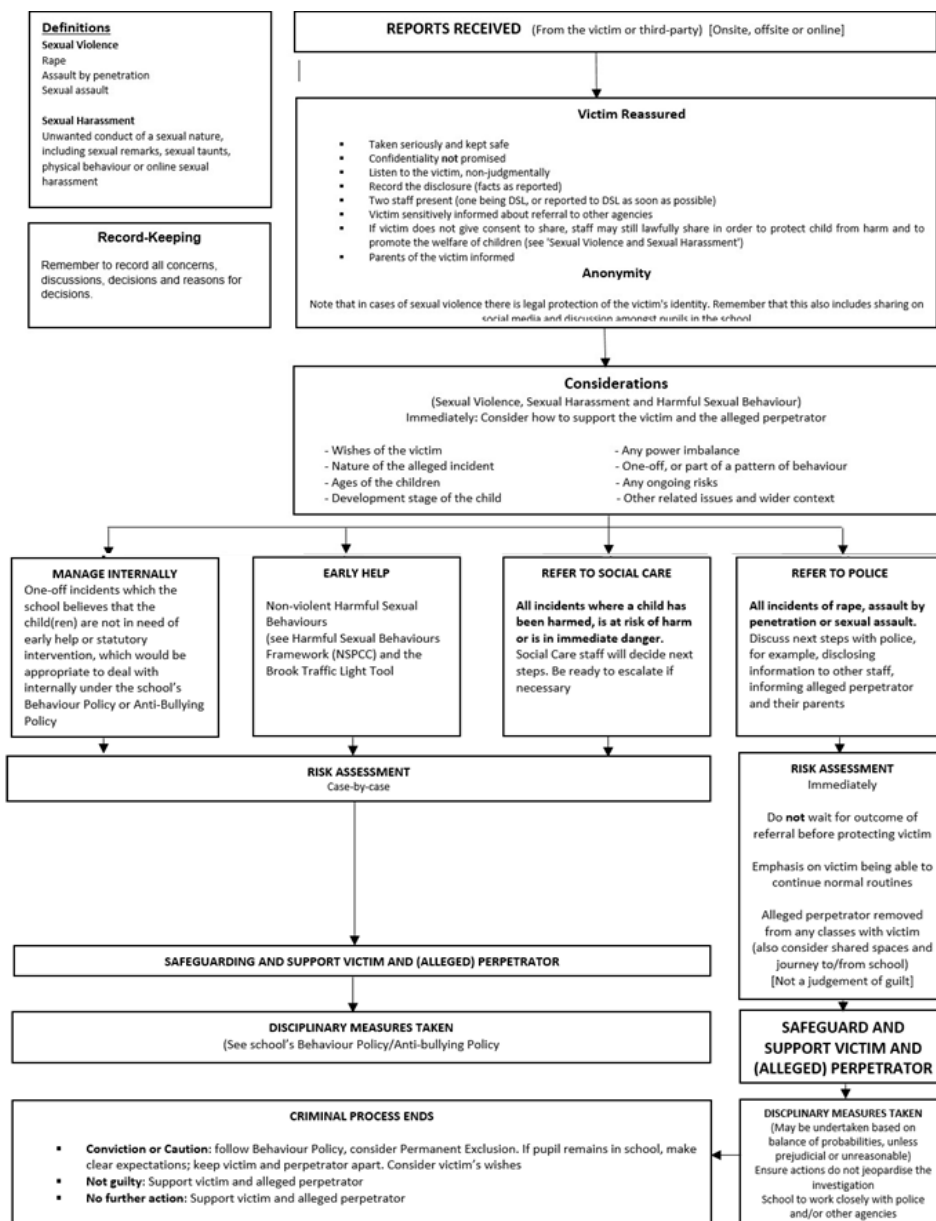 Definitions
Sexual Violence
Rape
Assault by penetration
Sexual assault
Sexual Harassment
Unwanted conduct of a sexual nature,
including sexual remarks, sexual taunts,
physical behaviour or online sexual
harassment
Record-Keeping
Remember to record all concerns,
discussions, decisions and reasons for
decisions.
REPORTS RECEIVED (From the victim or third-party) [Onsite, offsite or online]
Victim Reassured
▪ Taken seriously and kept safe
▪ Confidentiality not promised
▪ Listen to the victim, non-judgmentally
▪ Record the disclosure (facts as reported)
▪ Two staff present (one being DSL, or reported to DSL as soon as possible)
▪ Victim sensitively informed about referral to other agencies
▪ If victim does not give consent to share, staff may still lawfully share in order to protect child from harm and to
promote the welfare of children (see 'Sexual Violence and Sexual Harassment')
▪ Parents of the victim informed
Anonymity
Note that in cases of sexual violence there is legal protection of the victim's identity. Remember that this also includes sharing on
social media and discussion amongst pupils in the school
Considerations
(Sexual Violence, Sexual Harassment and Harmful Sexual Behaviour)
Immediately: Consider how to support the victim and the alleged perpetrator
- Wishes of the victim
- Nature of the alleged incident
- Ages of the children
- Development stage of the child
- Any power imbalance
- One-off, or part of a pattern of behaviour
- Any ongoing risks
- Other related issues and wider context
MANAGE INTERNALLY
One-off incidents which the
school believes that the
child(ren) are not in need of
early help or statutory
intervention, which would be
appropriate to deal with
internally under the school's
Behaviour Policy or Anti-Bullying
Policy
EARLY HELP
Non-violent Harmful Sexual
Behaviours
(see Harmful Sexual Behaviours
Framework (NSPCC) and the
Brook Traffic Light Tool
REFER TO SOCIAL CARE
All incidents where a child has
been harmed, is at risk of harm
or is in immediate danger.
Social Care staff will decide next
steps. Be ready to escalate if
necessary
REFER TO POLICE
All incidents of rape, assault by
penetration or sexual assault.
Discuss next steps with police,
for example, disclosing
information to other staff,
informing alleged perpetrator
and their parents
RISK ASSESSMENT
Case-by-case
SAFEGUARDING AND SUPPORT VICTIM AND (ALLEGED) PERPETRATOR
DISCIPLINARY MEASURES TAKEN
(See school's Behaviour Policy/Anti-bullying Policy
RISK ASSESSMENT
Immediately
Do not wait for outcome of
referral before protecting victim
Emphasis on victim being able to
continue normal routines
Alleged perpetrator removed
from any classes with victim
(also consider shared spaces and
journey to/from school)
[Not a judgement of guilt]
SAFEGUARD AND
SUPPORT VICTIM AND
(ALLEGED) PERPETRATOR
DISCPLINARY MEASURES TAKEN
(May be undertaken based on
balance of probabilities, unless
prejudicial or unreasonable)
Ensure actions do not jeopardise the
investigation
School to work closely with police
and/or other agencies
CRIMINAL PROCESS ENDS
▪ Conviction or Caution: follow Behaviour Policy, consider Permanent Exclusion. If pupil remains in school, make
clear expectations; keep victim and perpetrator apart. Consider victim's wishes
▪ Not guilty: Support victim and alleged perpetrator
▪ No further action: Support victim and alleged perpetrator